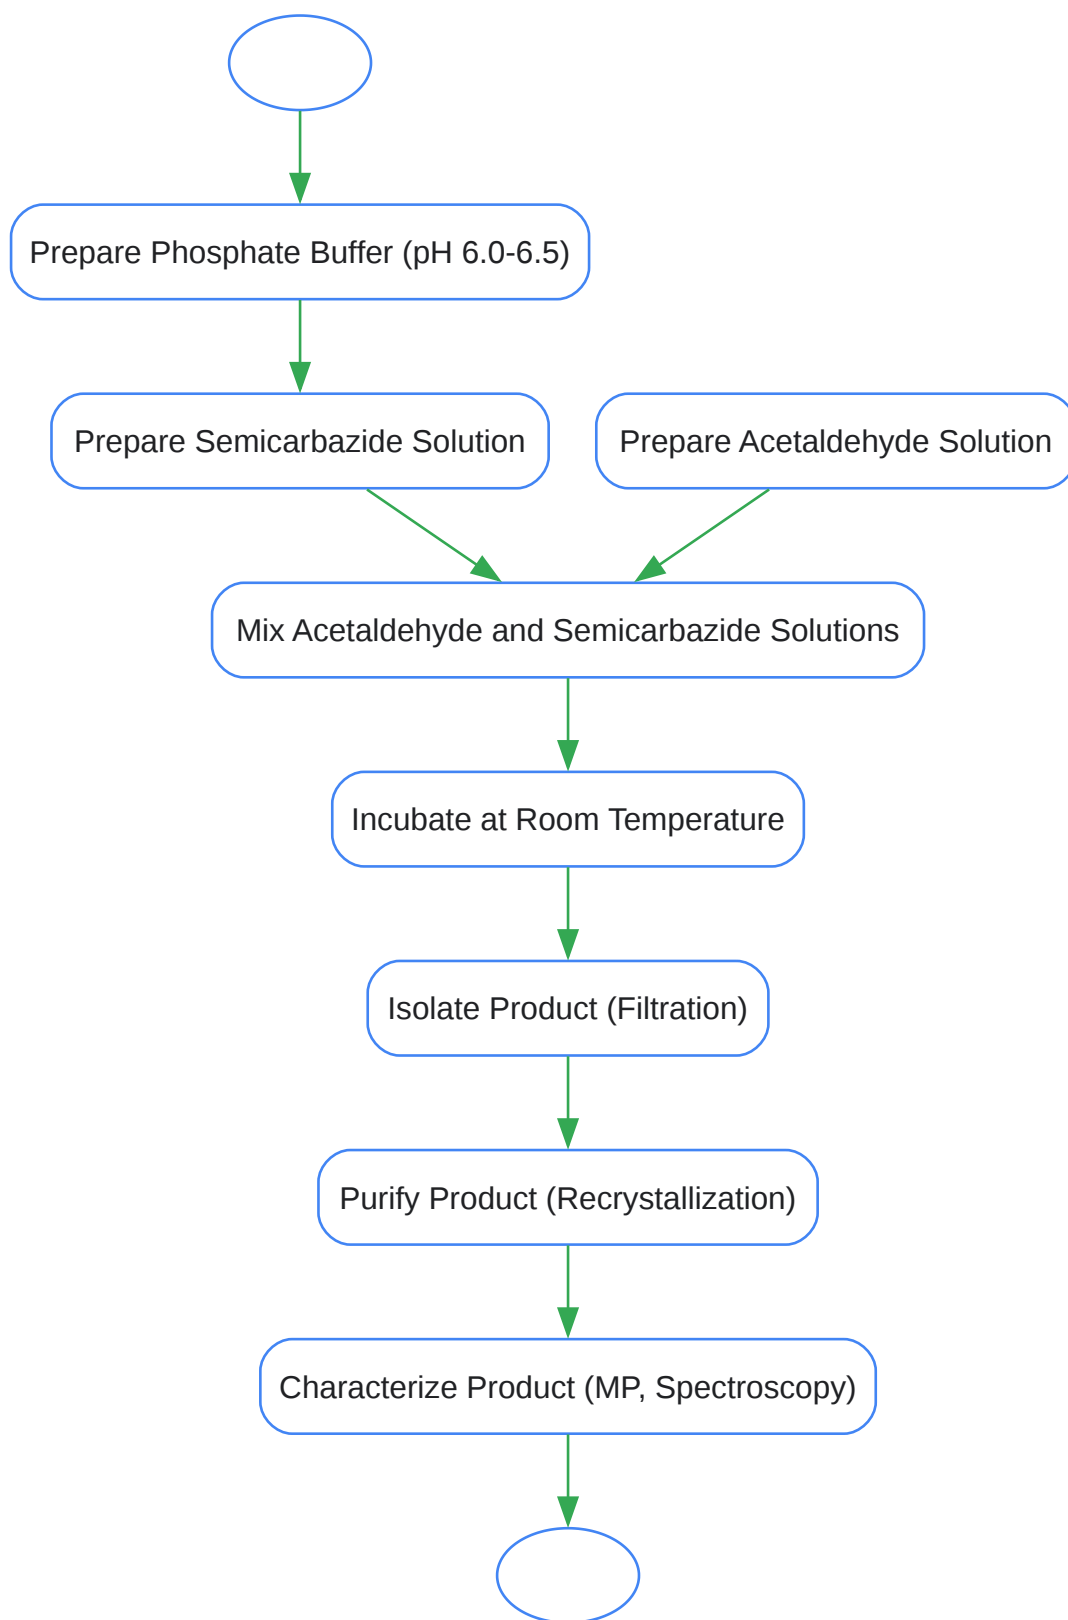 Prepare Phosphate Buffer (pH 6.0-6.5)
Prepare Semicarbazide Solution
Prepare Acetaldehyde Solution
Mix Acetaldehyde and Semicarbazide Solutions
Incubate at Room Temperature
Isolate Product (Filtration)
Purify Product (Recrystallization)
Characterize Product (MP, Spectroscopy)